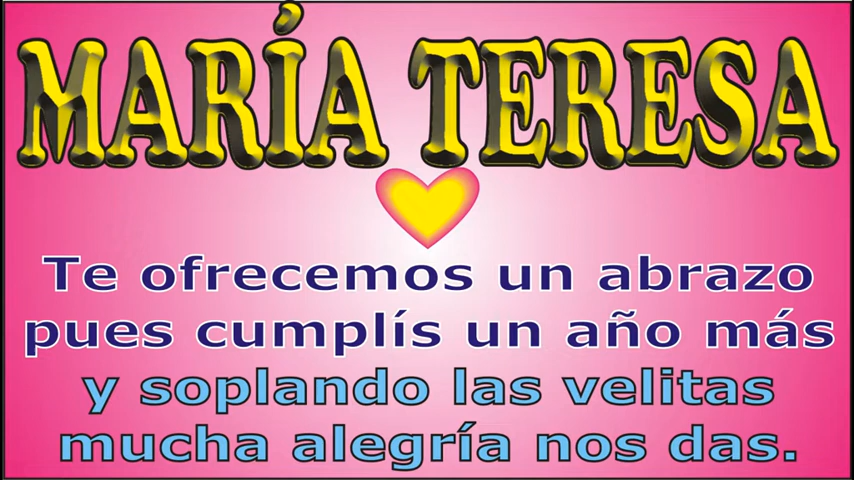 MARÍA TERESA
Te ofrecemos un abrazo
pues cumplís un año más
y soplando las velitas
mucha alegría nos das.